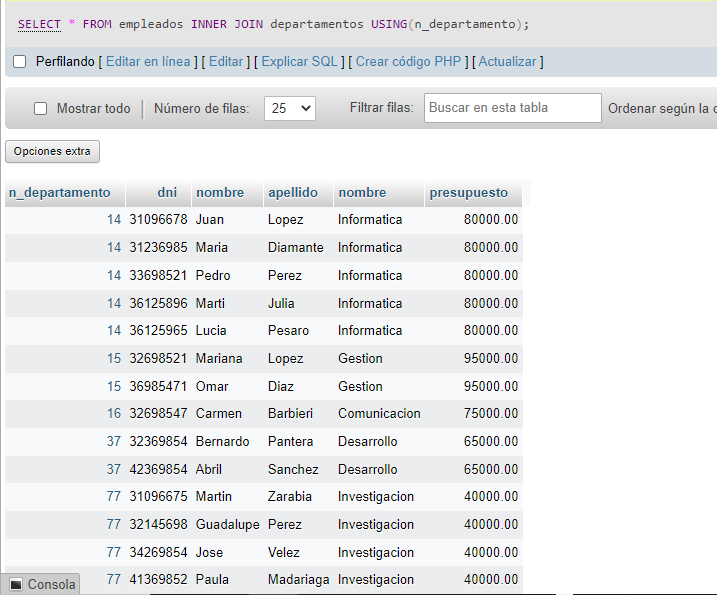 SELECT * FROM empleados INNER JOIN departamentos USING(n_departamento);
Perfilando [ Editar en línea ] [ Editar ] [ Explicar SQL ] [ Crear código PHP ] [ Actualizar ]
Mostrar todo | Número de filas: 25 Filtrar filas: Buscar en esta tabla Ordenar según la c
Opciones extra
n_departamento dni nombre apellido nombre presupuesto
14 31096678 Juan Lopez Informatica 80000.00
14 31236985 Maria Diamante Informatica 80000.00
14 33698521 Pedro Perez Informatica 80000.00
14 36125896 Marti Julia Informatica 80000.00
14 36125965 Lucia Pesaro Informatica 80000.00
15 32698521 Mariana Lopez Gestion 95000.00
15 36985471 Omar Diaz Gestion 95000.00
16 32698547 Carmen Barbieri Comunicacion 75000.00
37 32369854 Bernardo Pantera Desarrollo 65000.00
37 42369854 Abril Sanchez Desarrollo 65000.00
77 31096675 Martin Zarabia Investigacion 40000.00
77 32145698 Guadalupe Perez Investigacion 40000.00
77 34269854 Jose Velez Investigacion 40000.00
77 41369852 Paula Madariaga Investigacion 40000.00
Consola